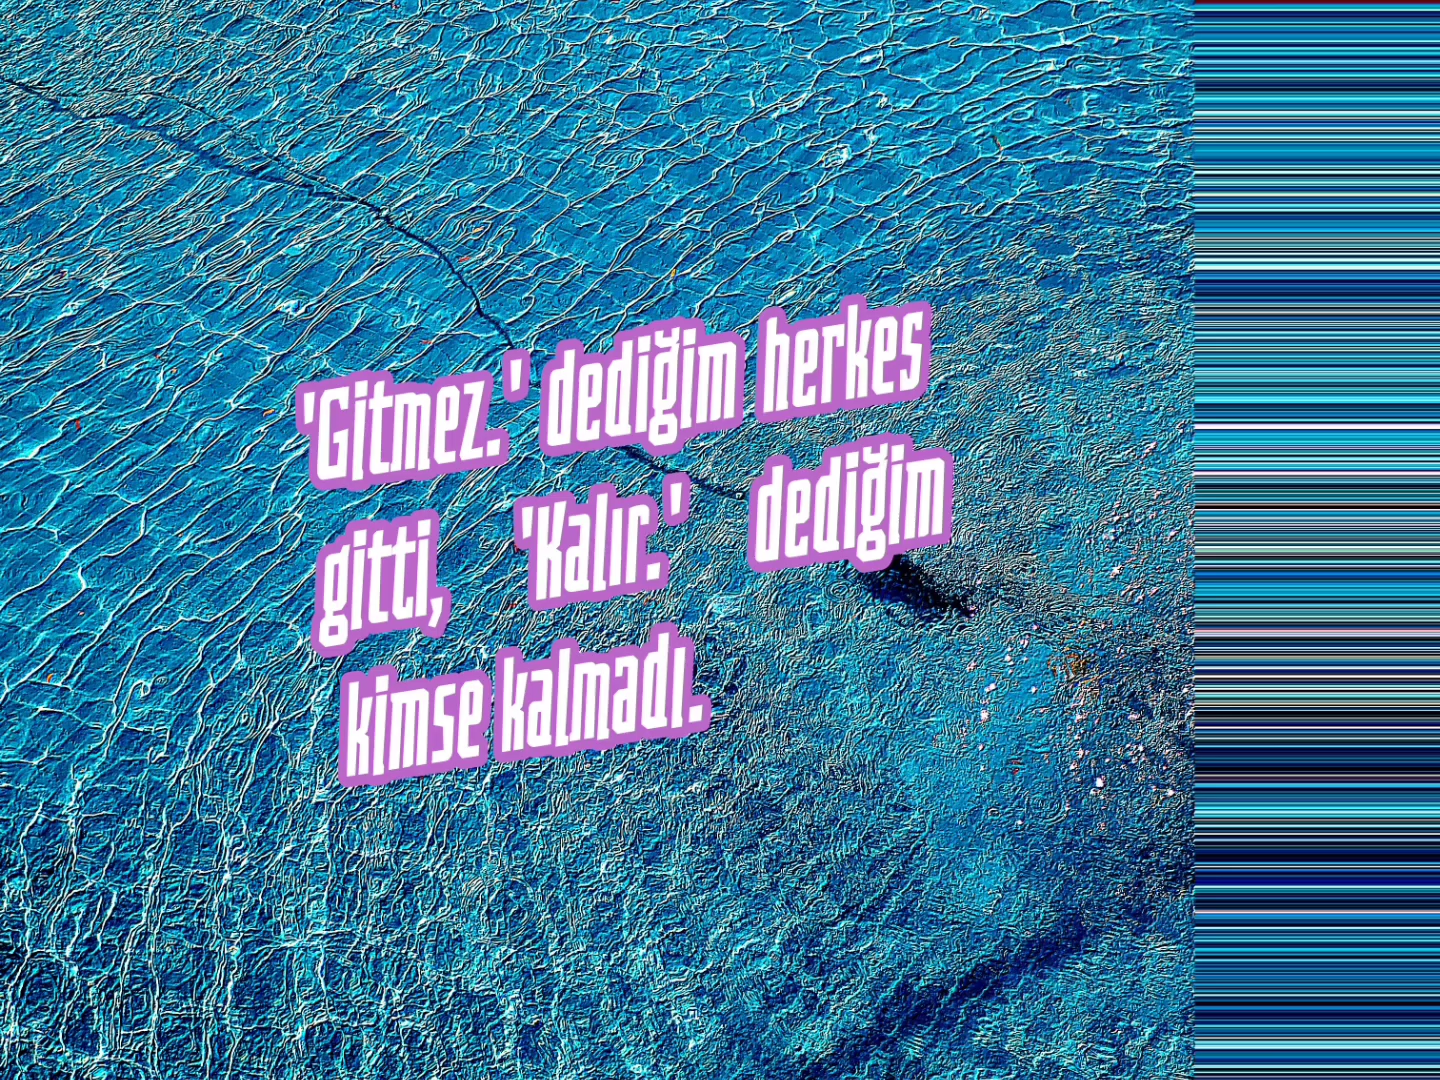 'Gitmez.' dediğim herkes
gitti, 'Kalır.' dediğim
kimse kalmadı.